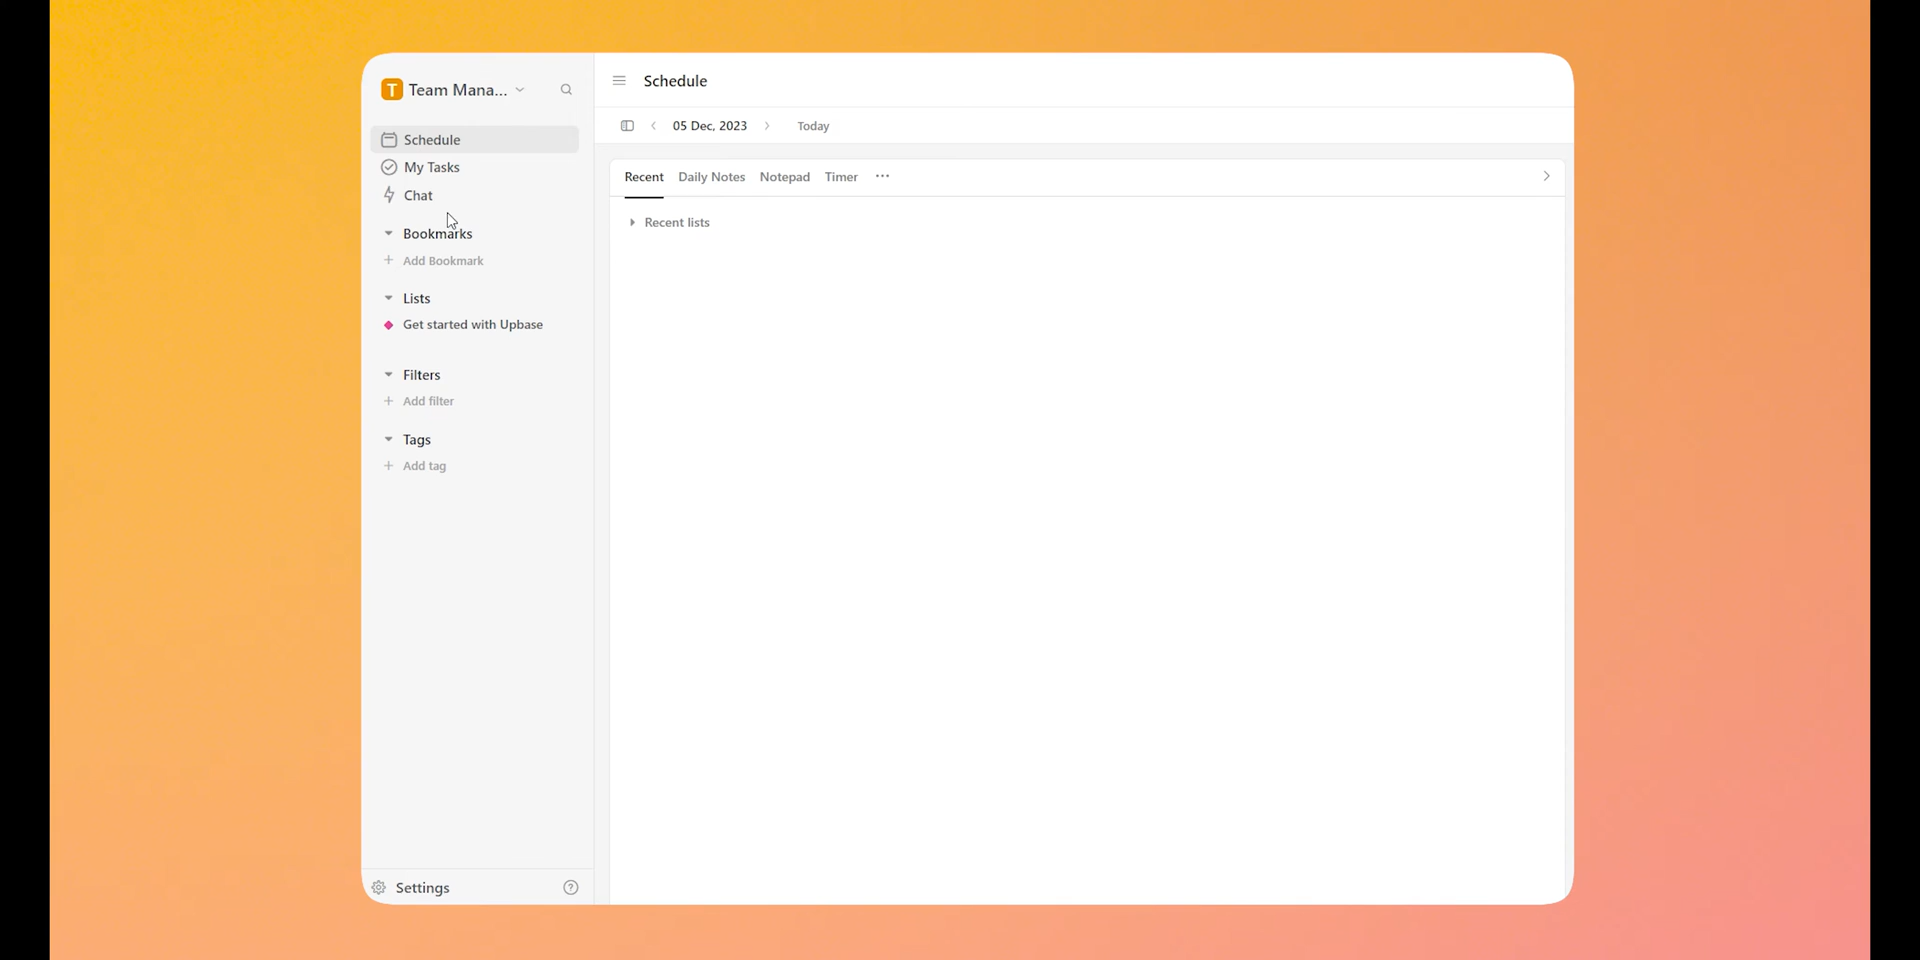 T Team Mana...
Schedule
My Tasks
Chat
Bookmarks
+ Add Bookmark
Lists
Get started with Upbase
Filters
+ Add filter
Tags
+ Add tag
Settings
?
Schedule
05 Dec, 2023
Today
Recent Daily Notes Notepad Timer ...
Recent lists